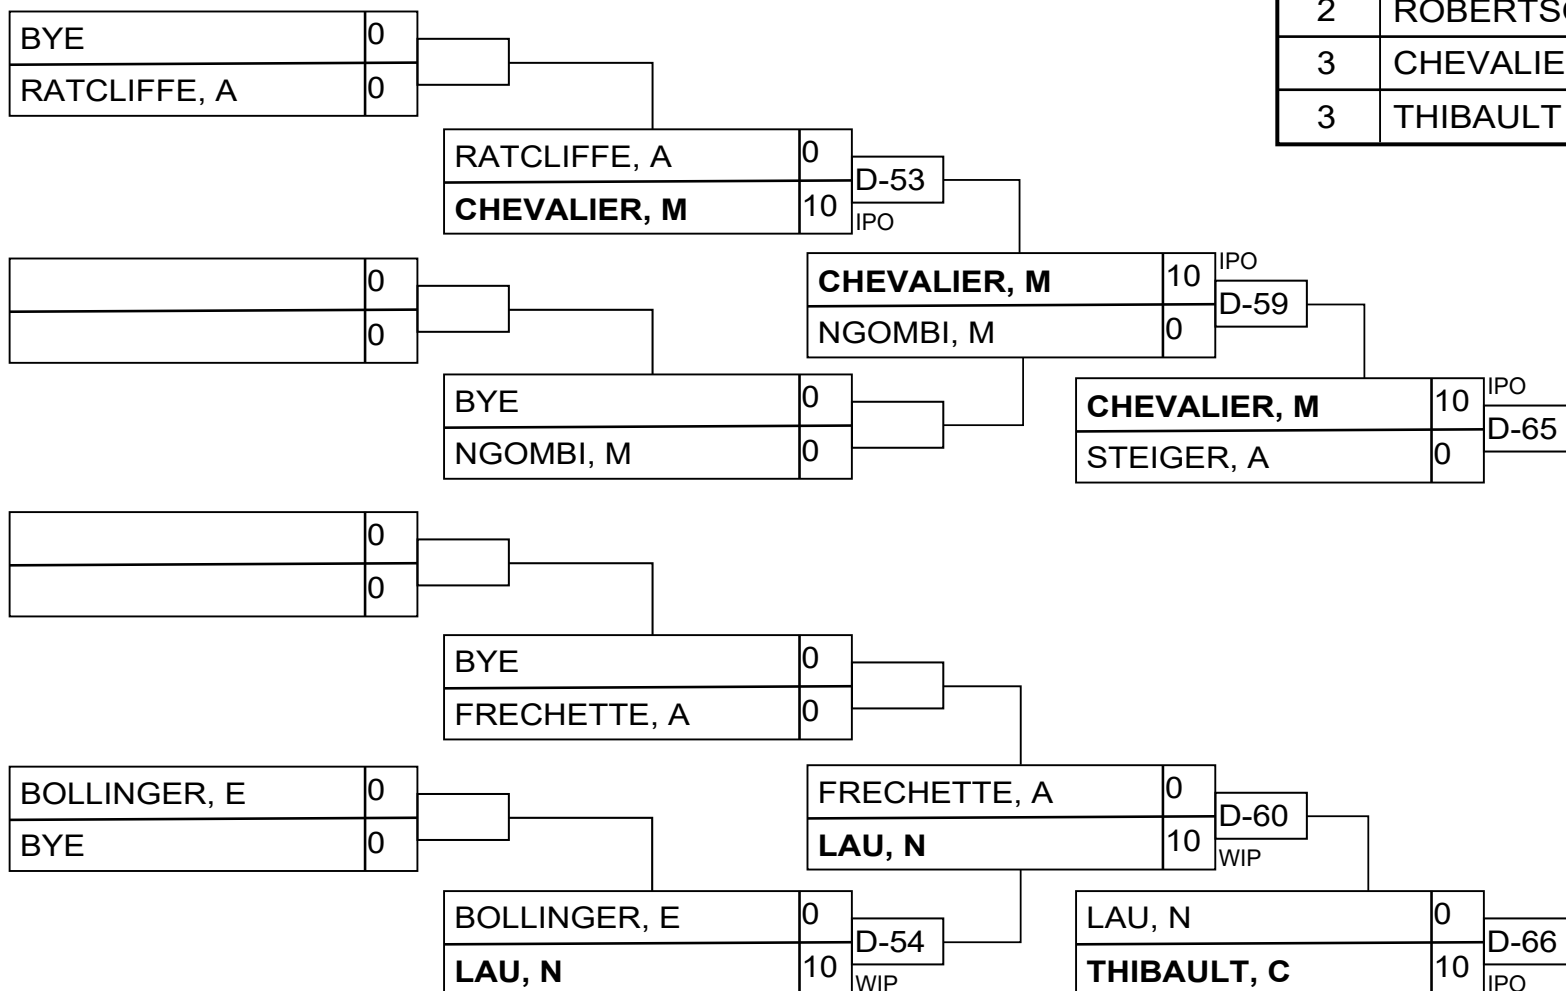 BYE 0
RATCLIFFE, A 0
2
3
3 THIBAULT
RATCLIFFE, A 0
D-53
CHEVALIER, M 10
IPO
0
0
CHEVALIER, M 10
IPO
D-59
NGOMBI, M 0
BYE 0
NGOMBI, M 0
CHEVALIER, M 10
IPO
D-65
STEIGER, A 0
0
0
BYE 0
FRECHETTE, A 0
BOLLINGER, E 0
BYE 0
FRECHETTE, A 0
D-60
LAU, N 10
WIP
BOLLINGER, E 0
D-54
LAU, N 10
WIP
LAU, N 0
D-66
THIBAULT, C 10
IPO